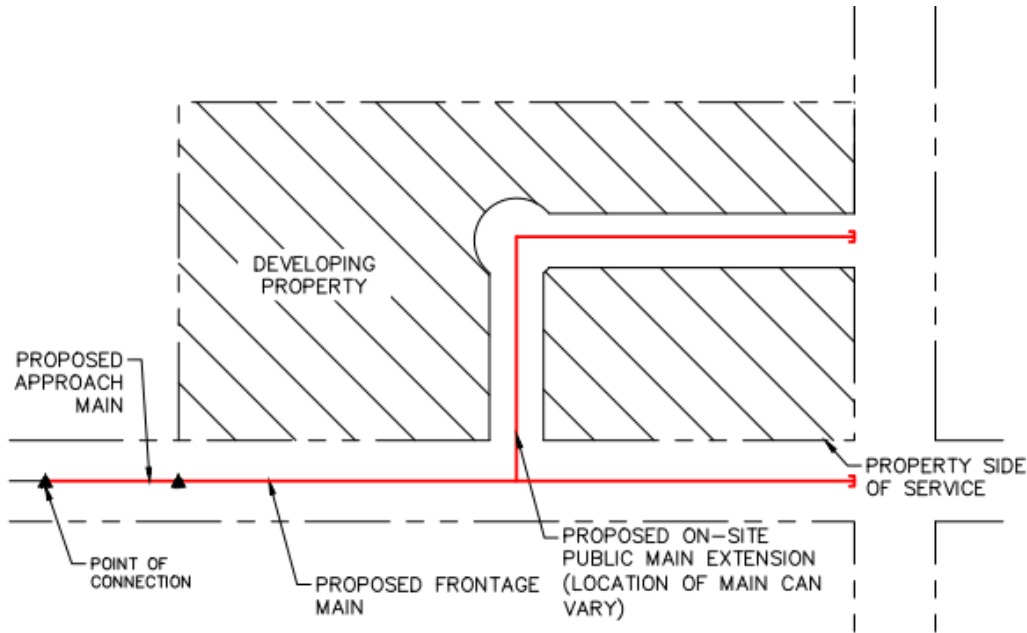 DEVELOPING
PROPERTY
PROPOSED
APPROACH
MAIN
PROPERTY SIDE
OF SERVICE
POINT OF
CONNECTION
PROPOSED FRONTAGE
MAIN
PROPOSED ON-SITE
PUBLIC MAIN EXTENSION
(LOCATION OF MAIN CAN
VARY)